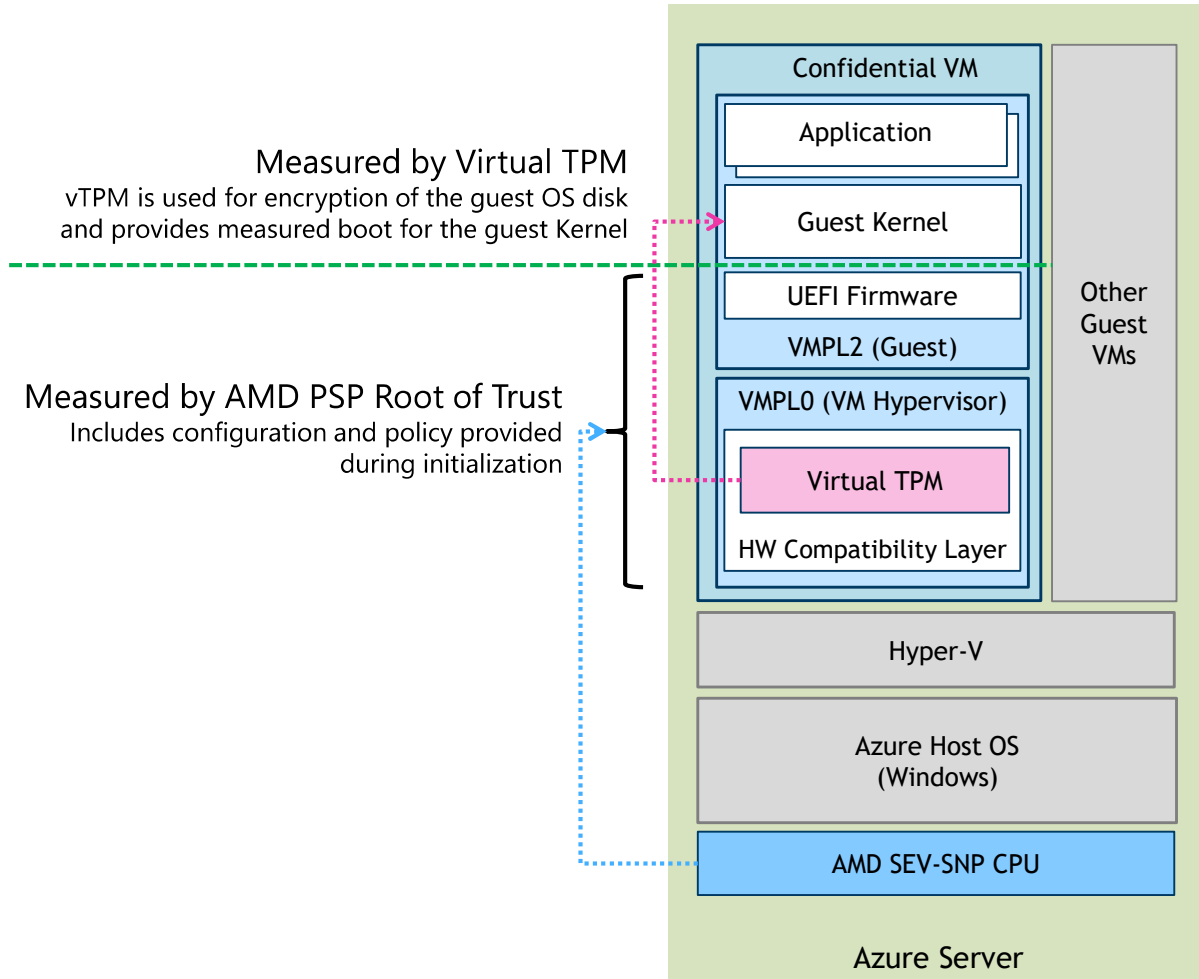 Confidential VM
Application
Measured by Virtual TPM
vTPM is used for encryption of the guest OS disk
and provides measured boot for the guest Kernel
Guest Kernel
UEFI Firmware
VMPL2 (Guest)
Other
Guest
VMs
Measured by AMD PSP Root of Trust
Includes configuration and policy provided
during initialization
VMPL0 (VM Hypervisor)
Virtual TPM
HW Compatibility Layer
Hyper-V
Azure Host OS
(Windows)
AMD SEV-SNP CPU
Azure Server